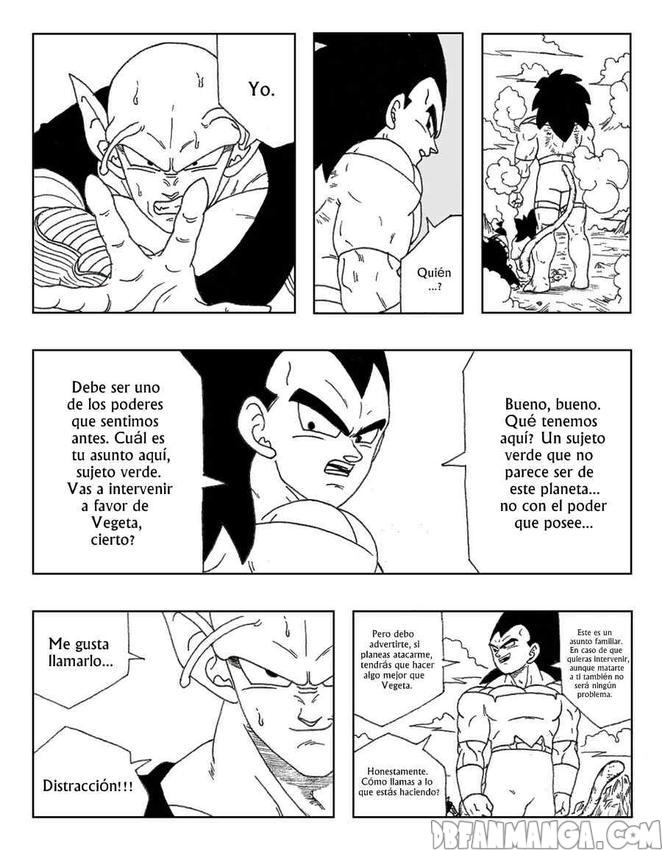 Quién
...?
Yo.
Bueno, bueno.
Qué tenemos
aquí? Un sujeto
verde que no
parece ser de
este planeta...
no con el poder
que posee...
Debe ser uno
de los poderes
que sentimos
antes. Cuál es
tu asunto aquí,
sujeto verde.
Vas a intervenir
a favor de
Vegeta,
cierto?
Este es un
asunto familiar.
En caso de que
quieras intervenir,
aunque matarte
a ti también no
será ningún
problema.
Pero debo
advertirte, si
planeas atacarme,
tendrás que hacer
algo mejor que
Vegeta.
Honestamente.
Cómo llamas a lo
que estás haciendo?
Me gusta
llamarlo...
Distracción!!!
DBFANMANGA.COM